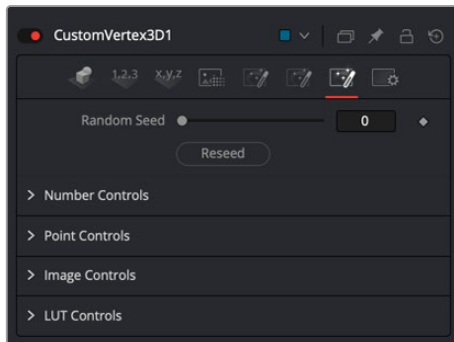 CustomVertex3D1
1,2,3 x,y,z
Random Seed 0
Reseed
Number Controls
Point Controls
Image Controls
LUT Controls